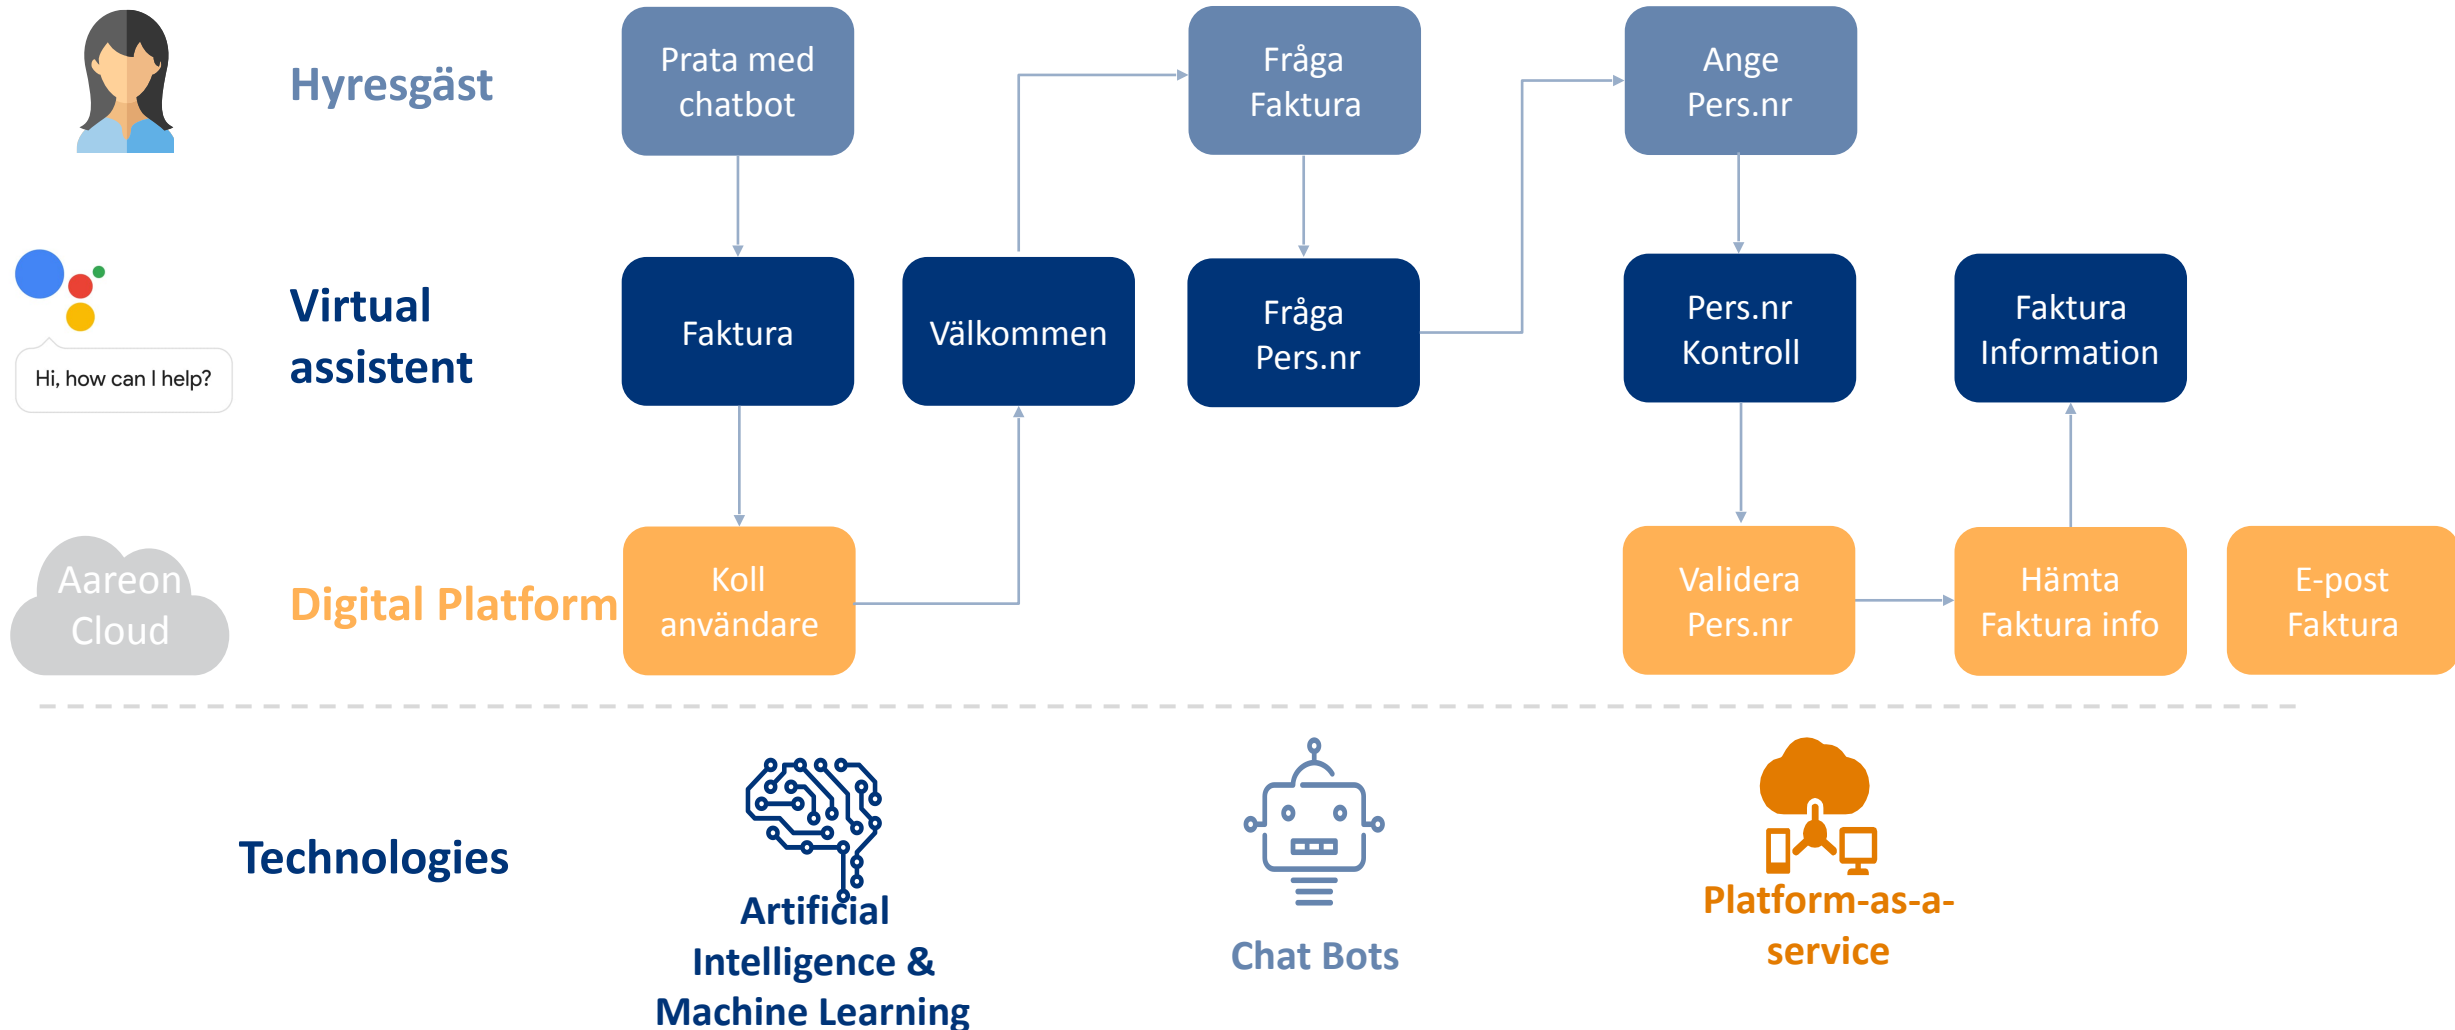 Hyresgäst
Prata med
chatbot
Fråga
Faktura
Ange
Pers.nr
Virtual
assistent
Hi, how can I help?
Faktura
Välkommen
Fråga
Pers.nr
Pers.nr
Kontroll
Faktura
Information
Aareon
Cloud
Digital Platform
Koll
användare
Validera
Pers.nr
Hämta
Faktura info
E-post
Faktura
Technologies
Artificial
Intelligence &
Machine Learning
Chat Bots
Platform-as-a-
service